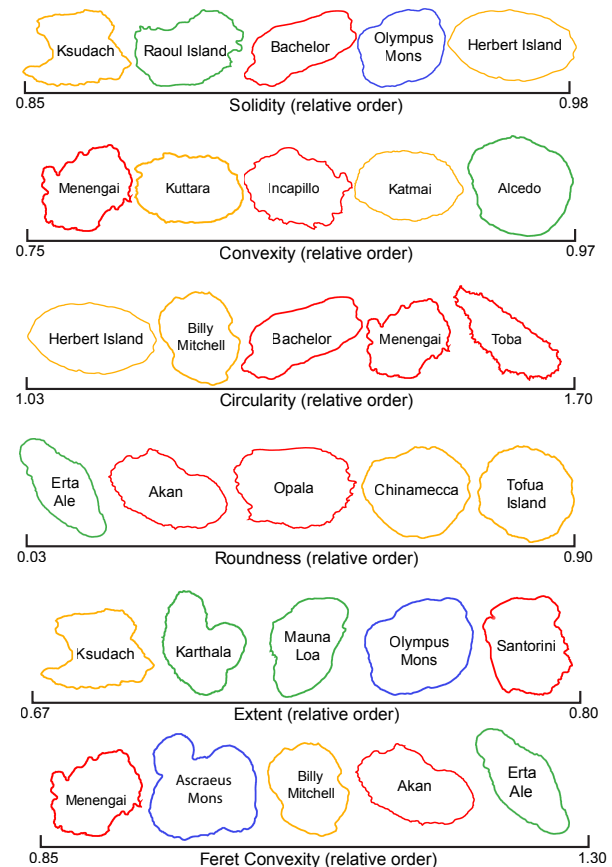 Ksudach
Raoul Island
Bachelor
Olympus
Mons
Herbert Island
0.85
Solidity (relative order)
0.98
Menengai
Kuttara
Incapillo
Katmai
Alcedo
0.75
Convexity (relative order)
0.97
Herbert Island
Billy
Mitchell
Bachelor
Menengai
Toba
1.03
Circularity (relative order)
1.70
Erta
Ale
Akan
Opala
Chinamecca
Tofua
Island
0.03
Roundness (relative order)
0.90
Ksudach
Karthala
Mauna
Loa
Olympus
Mons
Santorini
0.67
Extent (relative order)
0.80
Menengai
Ascraeus
Mons
Billy
Mitchell
Akan
Erta
Ale
0.85
Feret Convexity (relative order)
1.30